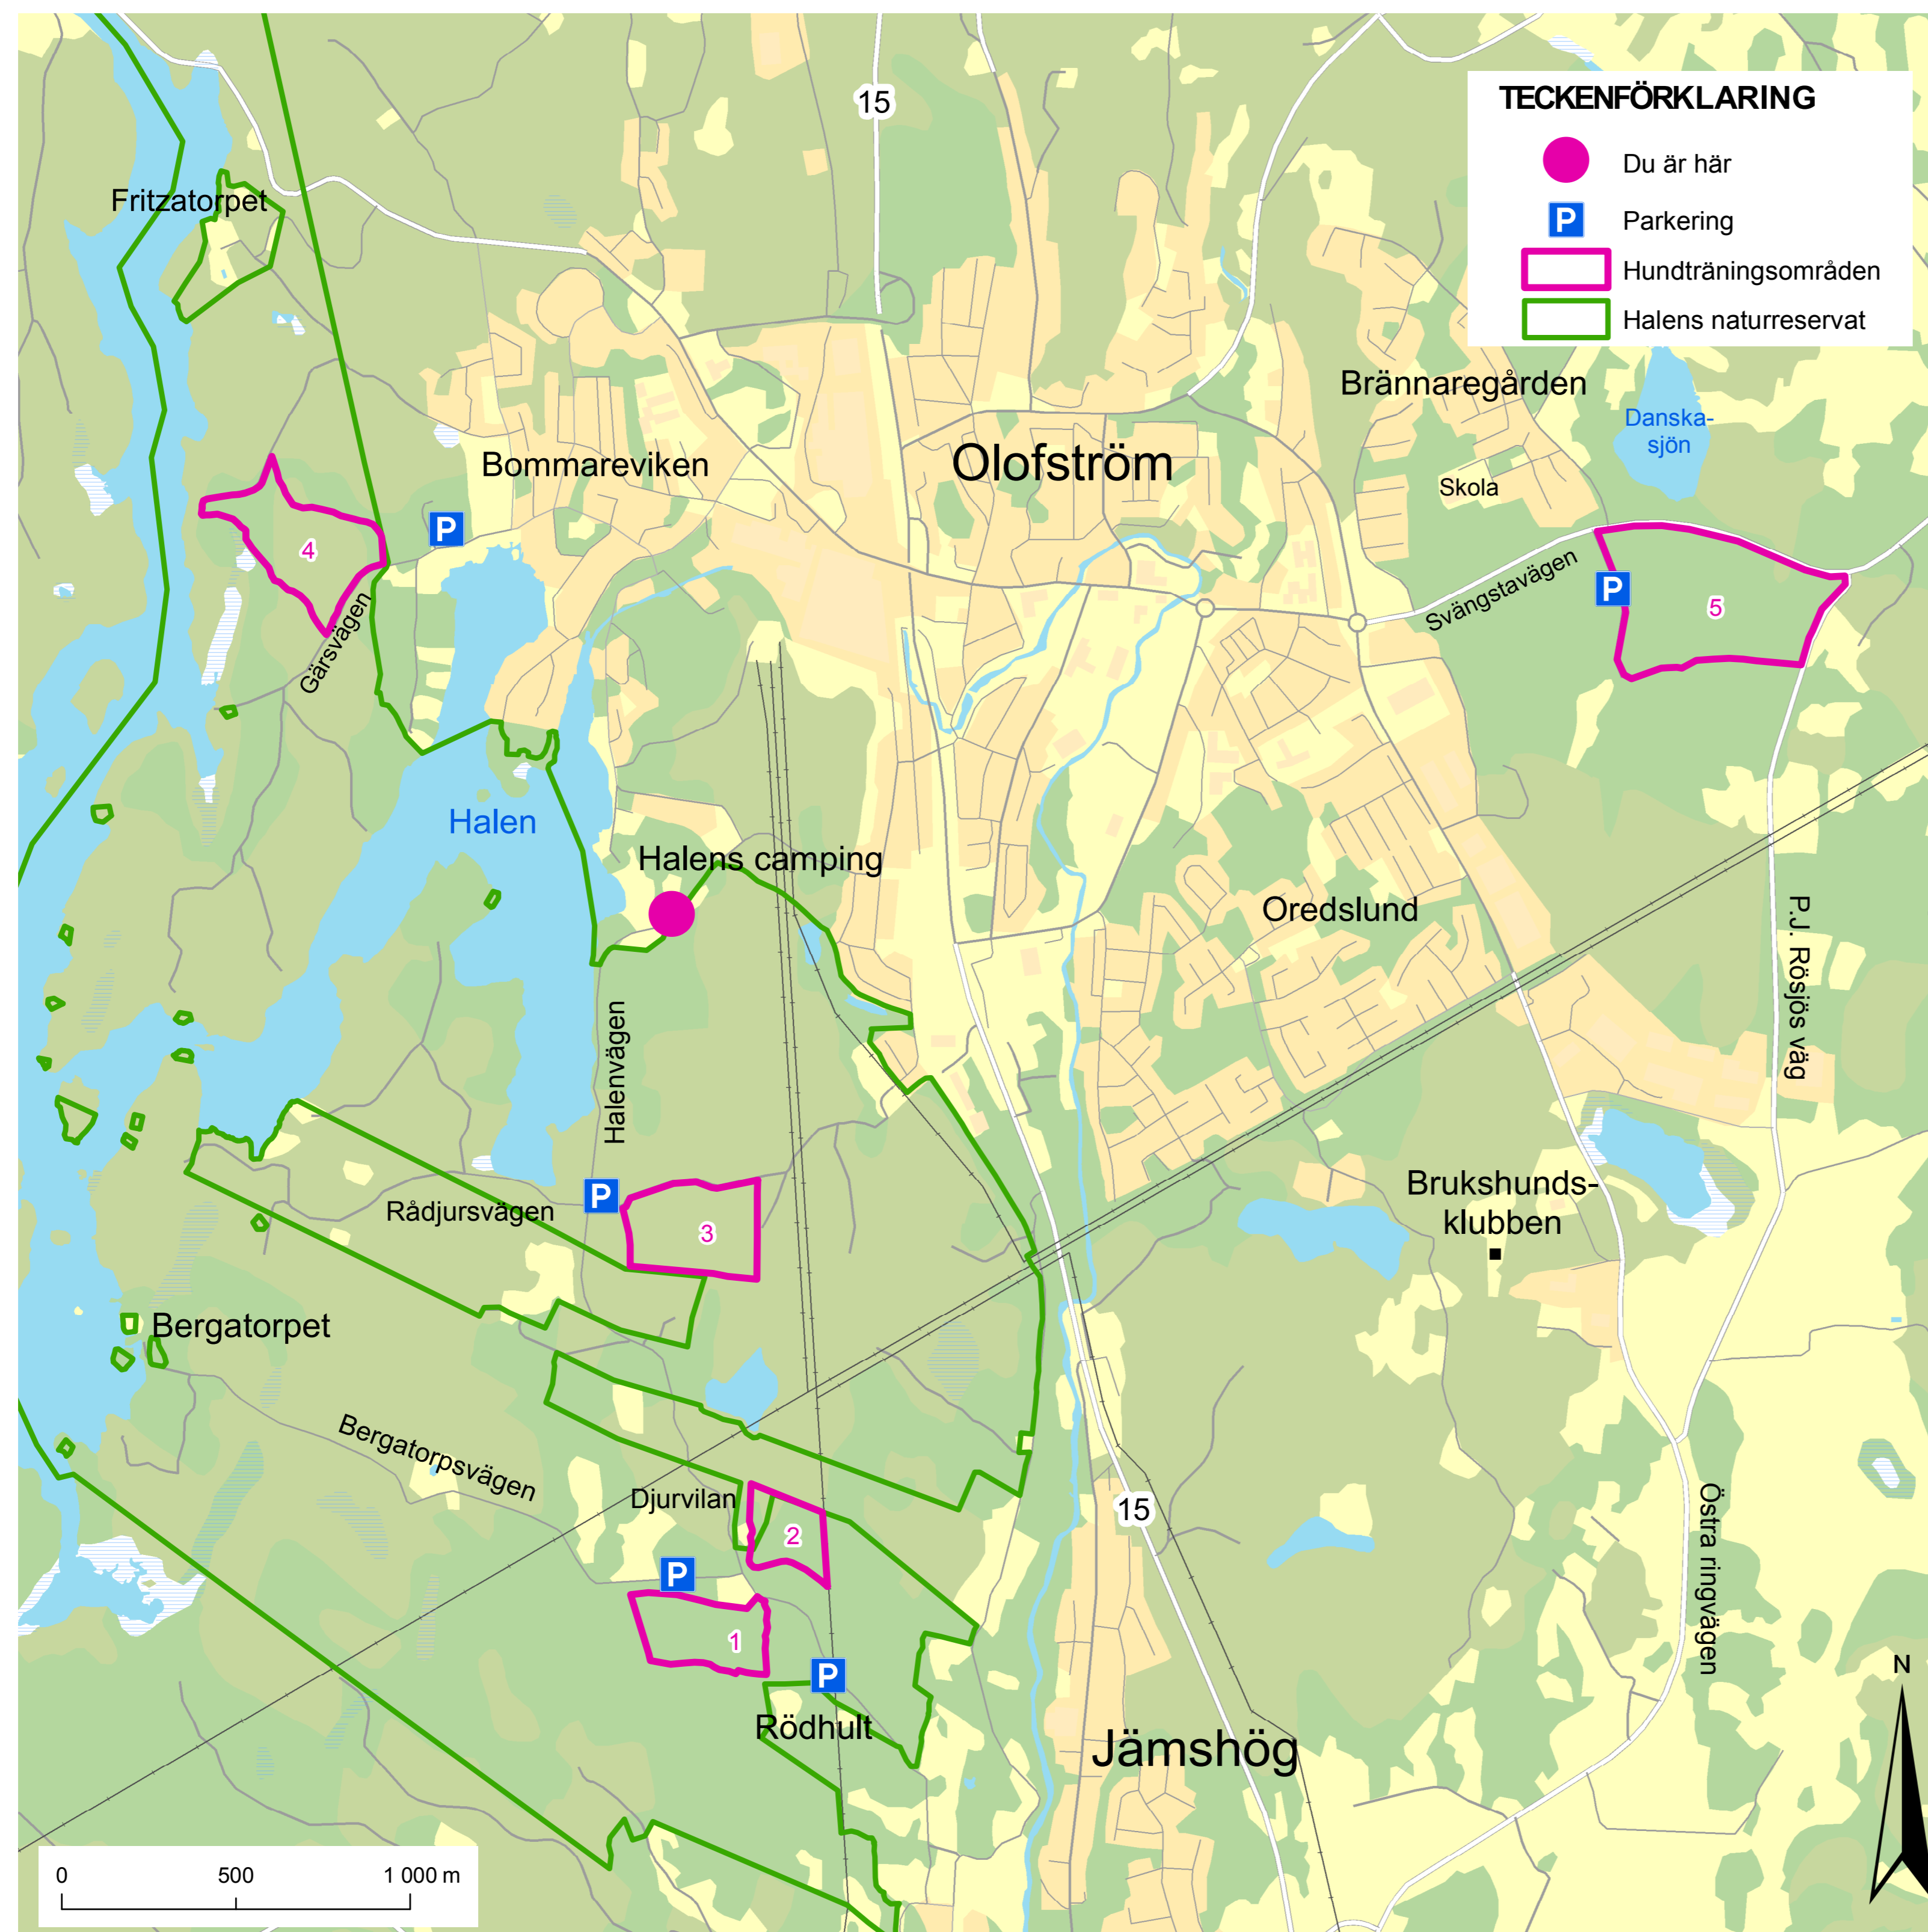 15
TECKENFÖRKLARING
Du är här
P Parkering
Hundträningsområden
Halens naturreservat
Fritzatorpet
Brännaregården
Danska-
sjön
Bommareviken
Olofström
Skola
P
4
Svängstavägen
P
5
Gärsvägen
Halen
Halens camping
Oredslund
P.J. Rösjös väg
Halenvägen
P
Rådjursvägen
3
Brukshunds-
klubben
Bergatorpet
Bergatorpsvägen
Djurvilan
15
2
Östra ringvägen
P
1
P
N
Rödhult
Jämshög
0 500 1 000 m